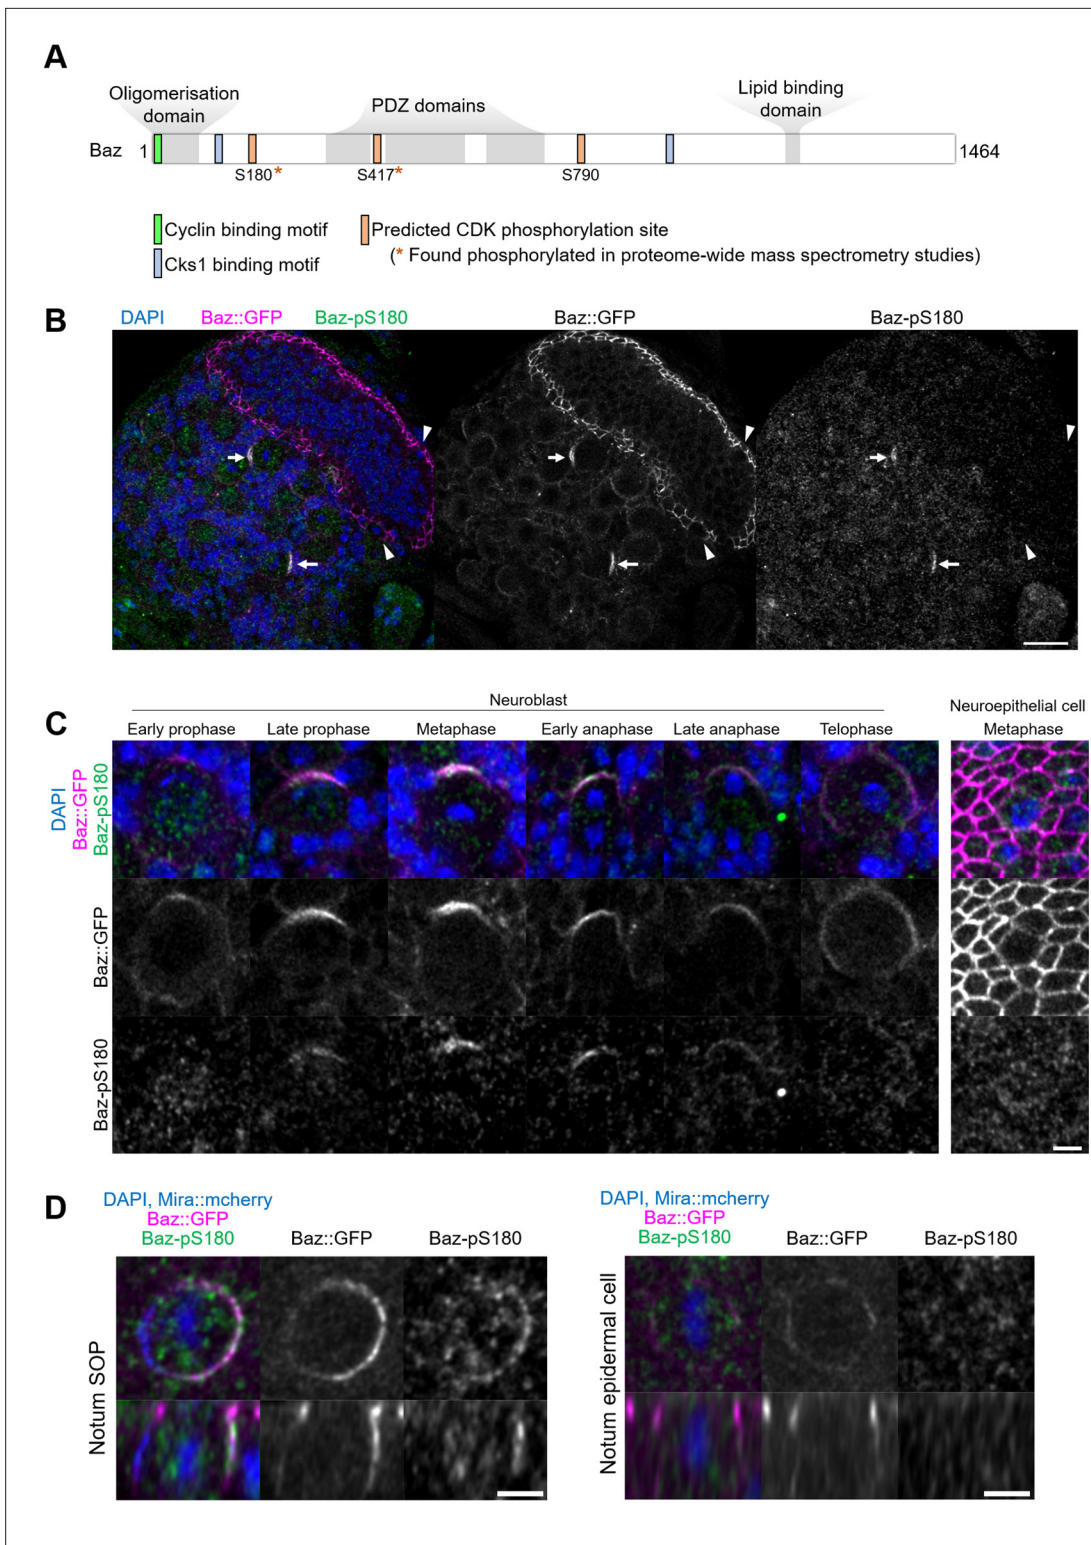 A
Oligomerisation
domain
PDZ domains
Lipid binding
domain
Baz 1
1464
S180*
S417*
S790
Cyclin binding motif
Predicted CDK phosphorylation site
(* Found phosphorylated in proteome-wide mass spectrometry studies)
Cks1 binding motif
B
DAPI Baz::GFP Baz-pS180
Baz::GFP
Baz-pS180
C
Neuroblast
Neuroepithelial cell
Early prophase
Late prophase
Metaphase
Early anaphase
Late anaphase
Telophase
Metaphase
DAPI
Baz::GFP
Baz-pS180
Baz::GFP
Baz-pS180
D
DAPI, Mira::mcherry
Baz::GFP
Baz-pS180
Baz::GFP
Baz-pS180
Notum SOP
DAPI, Mira::mcherry
Baz::GFP
Baz-pS180
Baz::GFP
Baz-pS180
Notum epidermal cell